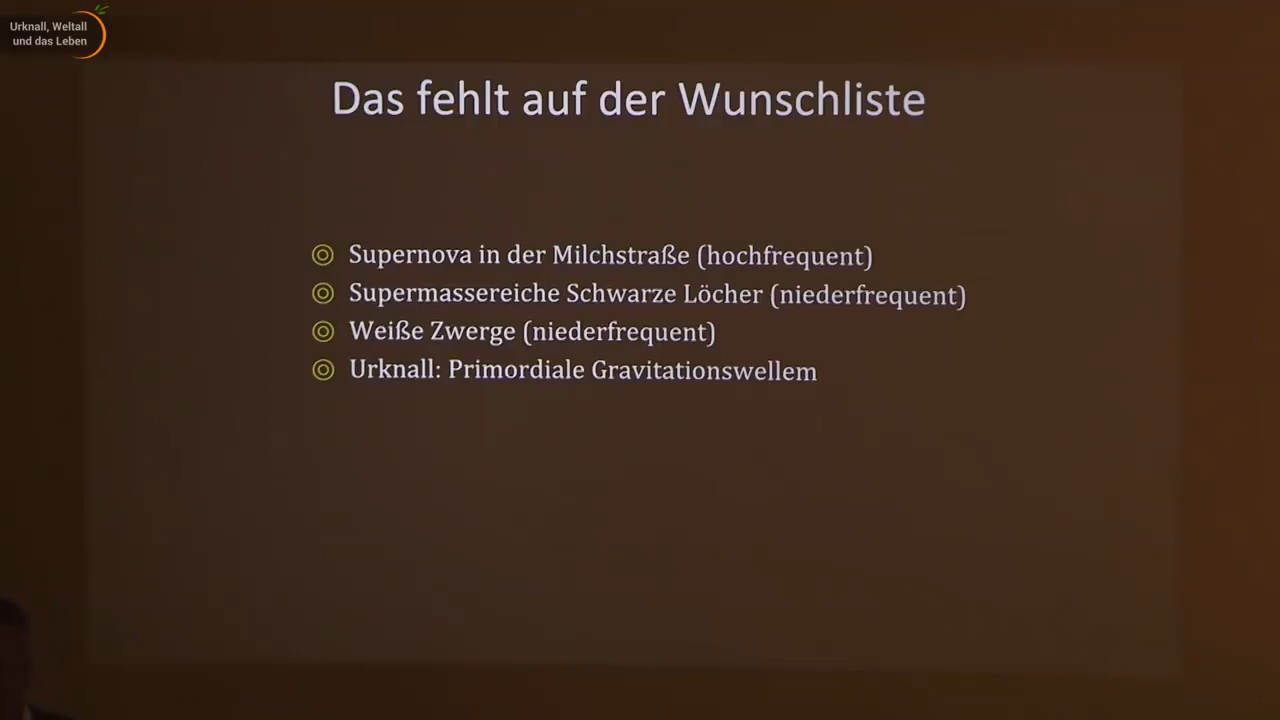 Urknall, Weltall
und das Leben
Das fehlt auf der Wunschliste
Supernova in der Milchstraße (hochfrequent)
Supermassereiche Schwarze Löcher (niederfrequent)
Weiße Zwerge (niederfrequent)
Urknall: Primordiale Gravitationswellem